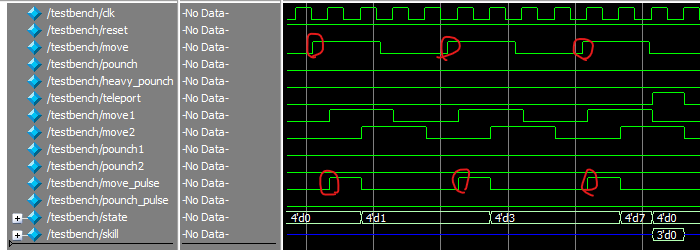 /testbench/clk -No Data-
/testbench/reset -No Data-
/testbench/move -No Data-
/testbench/pounch -No Data-
/testbench/heavy_pounch -No Data-
/testbench/teleport -No Data-
/testbench/move1 -No Data-
/testbench/move2 -No Data-
/testbench/pounch1 -No Data-
/testbench/pounch2 -No Data-
/testbench/move_pulse -No Data-
/testbench/pounch_pulse -No Data-
/testbench/state -No Data- 4'd0 4'd1 4'd3 4'd7 4'd0
/testbench/skill -No Data- 3'd0